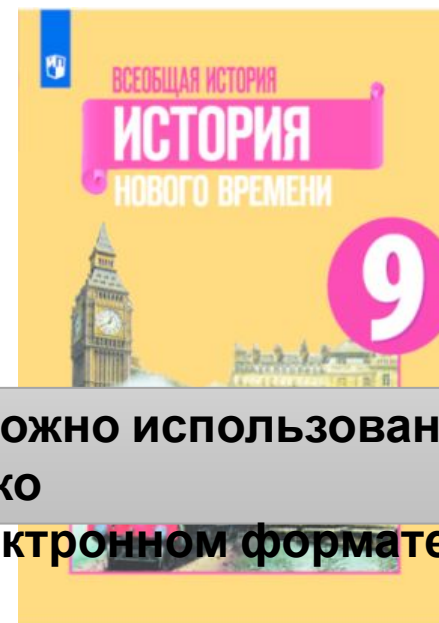 ВСЕОБЩАЯ ИСТОРИЯ
ИСТОРИЯ
НОВОГО ВРЕМЕНИ
9
ожно использован
ко
ктронном формате